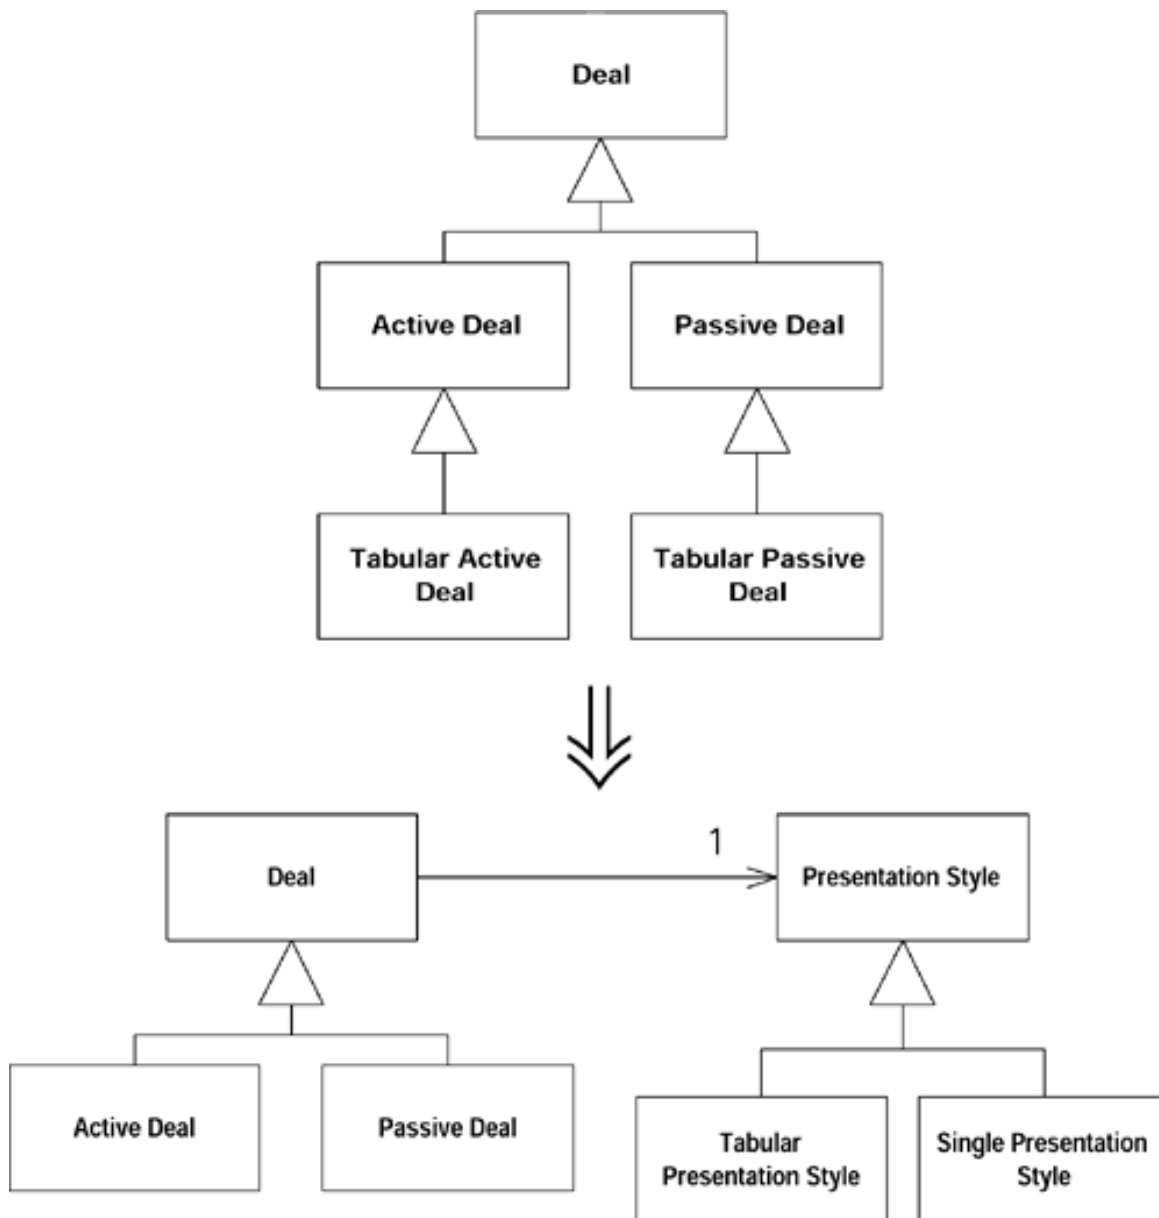 Deal
Active Deal
Passive Deal
Tabular Active
Deal
Tabular Passive
Deal
1
Deal
Presentation Style
Active Deal
Passive Deal
Tabular
Presentation Style
Single Presentation
Style